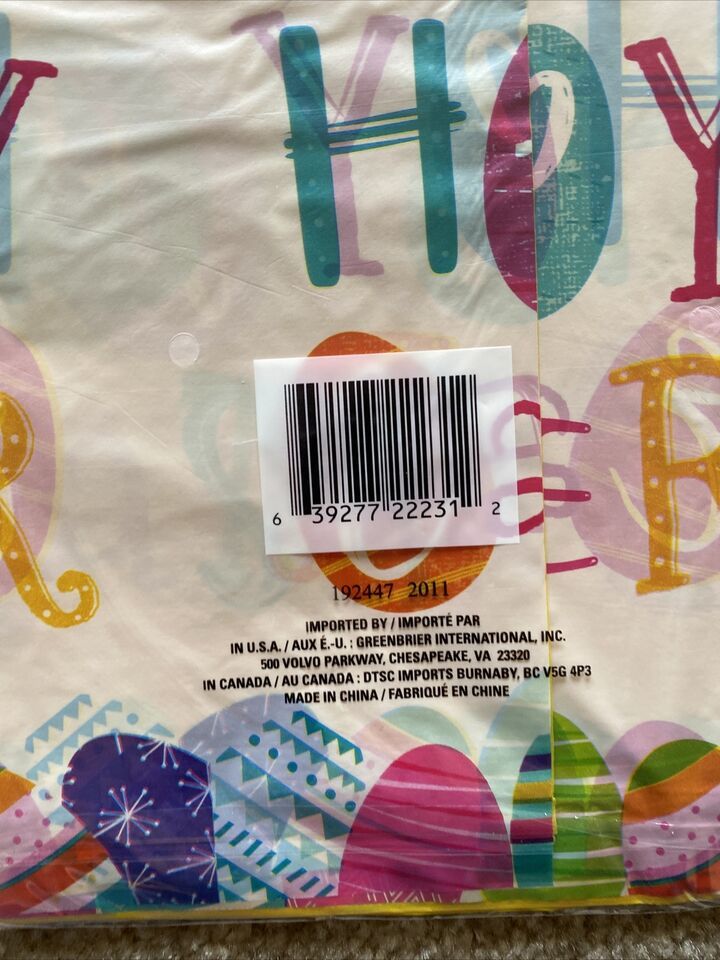 H O Y
R E
6 39277 22231 2
192447 2011
IMPORTED BY / IMPORTÉ PAR
IN U.S.A. / AUX É.-U. : GREENBRIER INTERNATIONAL, INC.
500 VOLVO PARKWAY, CHESAPEAKE, VA 23320
IN CANADA / AU CANADA : DTSC IMPORTS BURNABY, BC V5G 4P3
MADE IN CHINA / FABRIQUÉ EN CHINE